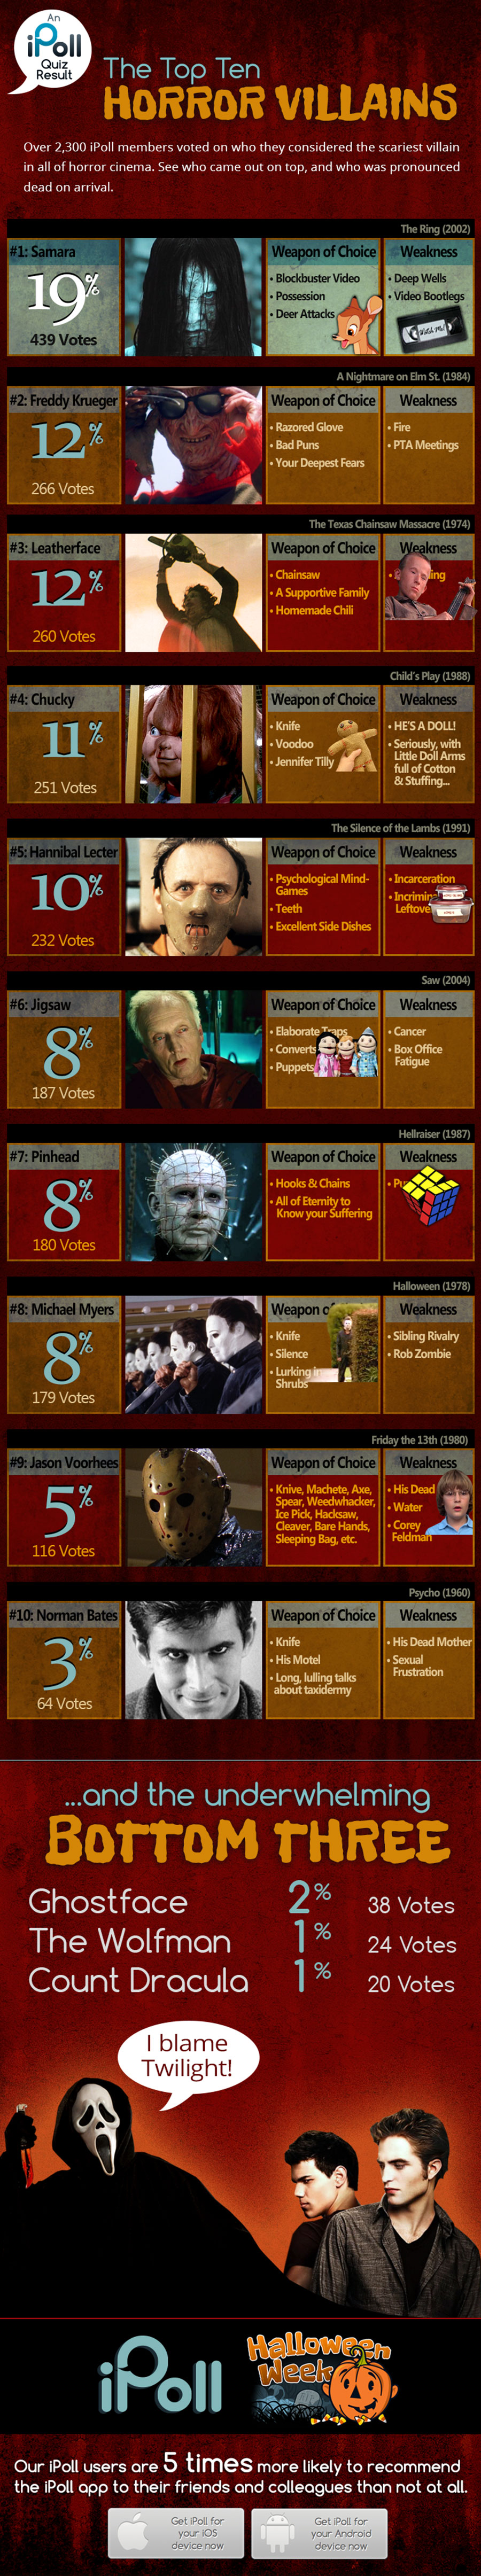 An
iPoll
Quiz
Result
The Top Ten
HORROR VILLAINS
Over 2,300 iPoll members voted on who they considered the scariest villain
in all of horror cinema. See who came out on top, and who was pronounced
dead on arrival.
The Ring (2002)
#1: Samara
19%
439 Votes
Weapon of Choice
• Blockbuster Video
• Possession
• Deer Attacks
Weakness
• Deep Wells
• Video Bootlegs
A Nightmare on Elm St. (1984)
#2: Freddy Krueger
12%
266 Votes
Weapon of Choice
• Razored Glove
• Bad Puns
• Your Deepest Fears
Weakness
• Fire
• PTA Meetings
The Texas Chainsaw Massacre (1974)
#3: Leatherface
12%
260 Votes
Weapon of Choice
• Chainsaw
• A Supportive Family
• Homemade Chili
Weakness
Child's Play (1988)
#4: Chucky
11%
251 Votes
Weapon of Choice
• Knife
• Voodoo
• Jennifer Tilly
Weakness
• HE'S A DOLL!
• Seriously, with
Little Doll Arms
full of Cotton
& Stuffing...
The Silence of the Lambs (1991)
#5: Hannibal Lecter
10%
232 Votes
Weapon of Choice
• Psychological Mind-
Games
• Teeth
• Excellent Side Dishes
Weakness
• Incarceration
Saw (2004)
#6: Jigsaw
8%
187 Votes
Weapon of Choice
• Elaborate Traps
• Converts
• Puppets
Weakness
• Cancer
• Box Office
Fatigue
Hellraiser (1987)
#7: Pinhead
8%
180 Votes
Weapon of Choice
• Hooks & Chains
• All of Eternity to
Know your Suffering
Weakness
Halloween (1978)
#8: Michael Myers
8%
179 Votes
Weapon of
• Knife
• Silence
• Lurking in
Shrubs
Weakness
• Sibling Rivalry
• Rob Zombie
Friday the 13th (1980)
#9: Jason Voorhees
5%
116 Votes
Weapon of Choice
• Knive, Machete, Axe,
Spear, Weedwhacker,
Ice Pick, Hacksaw,
Cleaver, Bare Hands,
Sleeping Bag, etc.
Weakness
• His Dead
• Water
• Corey
Feldman
Psycho (1960)
#10: Norman Bates
3%
64 Votes
Weapon of Choice
• Knife
• His Motel
• Long, lulling talks
about taxidermy
Weakness
• His Dead Mother
• Sexual
Frustration
...and the underwhelming
BOTTOM THREE
Ghostface 2% 38 Votes
The Wolfman 1% 24 Votes
Count Dracula 1% 20 Votes
I blame
Twilight!
iPoll
Halloween
Week
Our iPoll users are 5 times more likely to recommend
the iPoll app to their friends and colleagues than not at all.
Get iPoll for
your iOS
device now
Get iPoll for
your Android
device now